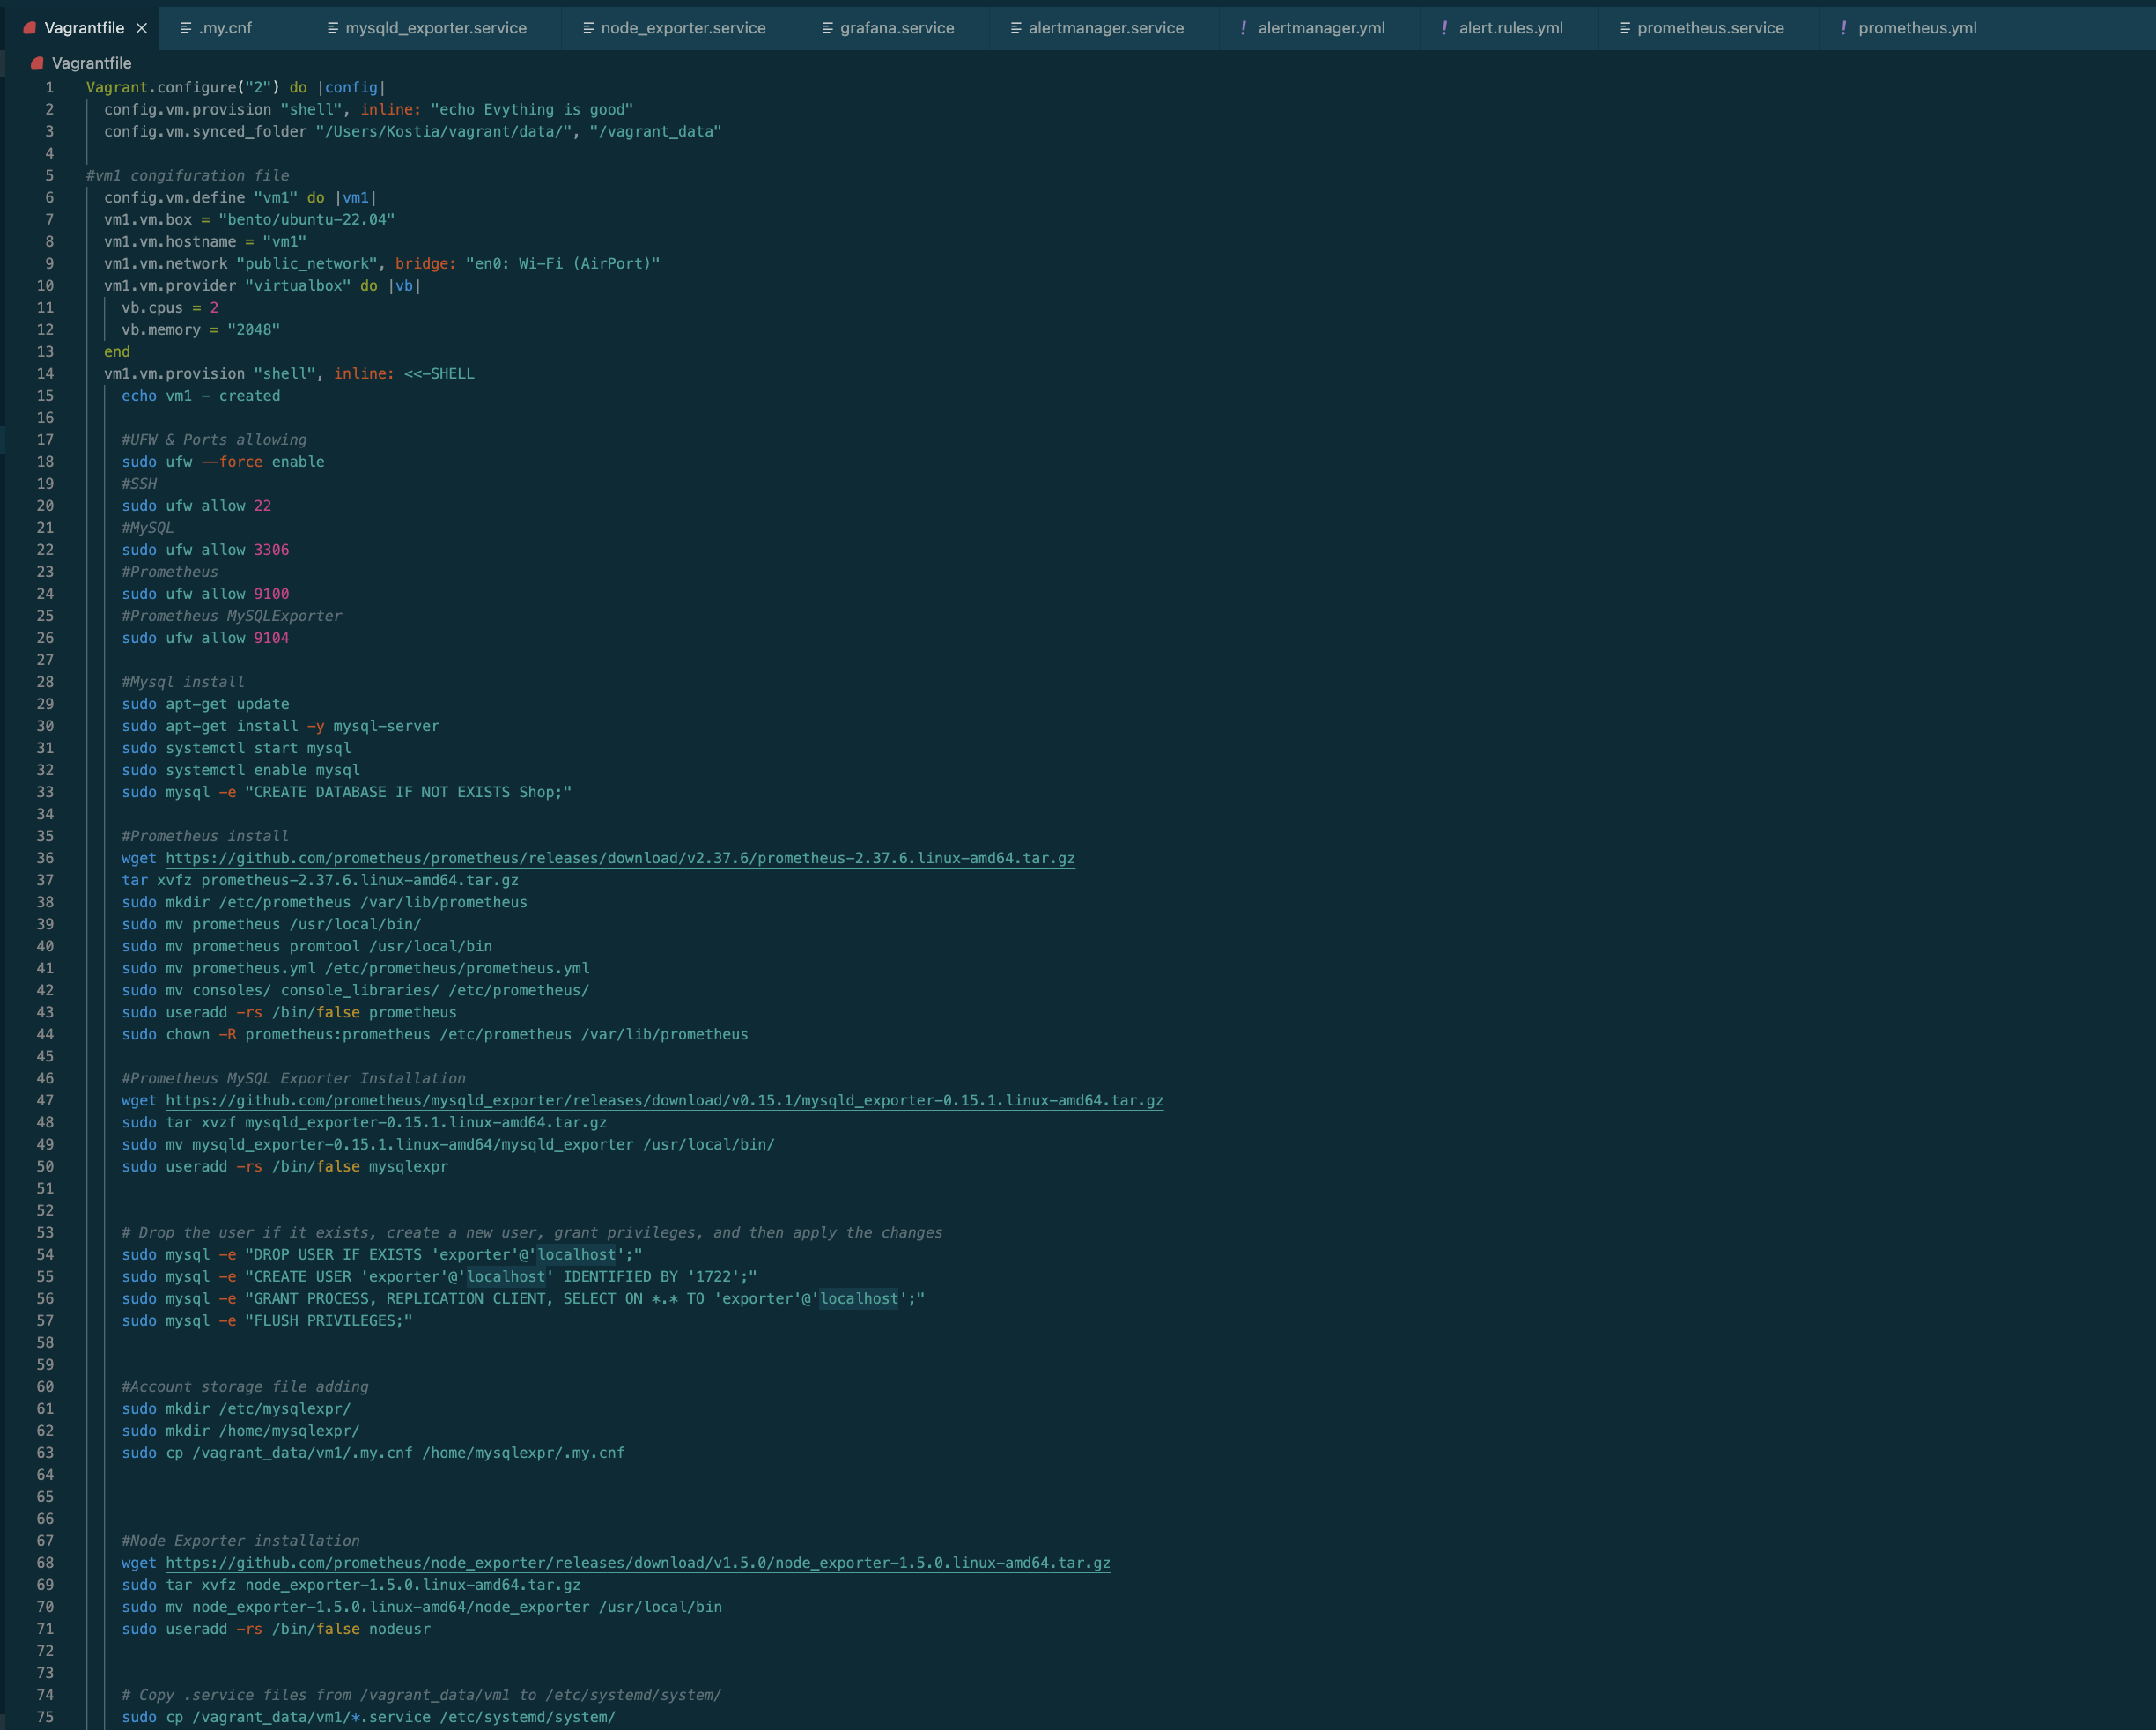 Vagrantfile .my.cnf mysqld_exporter.service node_exporter.service grafana.service alertmanager.service ! alertmanager.yml ! alert.rules.yml prometheus.service ! prometheus.yml
Vagrantfile
1 Vagrant.configure("2") do |config|
2 config.vm.provision "shell", inline: "echo Evything is good"
3 config.vm.synced_folder "/Users/Kostia/vagrant/data/", "/vagrant_data"
4
5 #vm1 congifuration file
6 config.vm.define "vm1" do |vm1|
7 vm1.vm.box = "bento/ubuntu-22.04"
8 vm1.vm.hostname = "vm1"
9 vm1.vm.network "public_network", bridge: "en0: Wi-Fi (AirPort)"
10 vm1.vm.provider "virtualbox" do |vb|
11 vb.cpus = 2
12 vb.memory = "2048"
13 end
14 vm1.vm.provision "shell", inline: <<-SHELL
15 echo vm1 - created
16
17 #UFW & Ports allowing
18 sudo ufw --force enable
19 #SSH
20 sudo ufw allow 22
21 #MySQL
22 sudo ufw allow 3306
23 #Prometheus
24 sudo ufw allow 9100
25 #Prometheus MySQLExporter
26 sudo ufw allow 9104
27
28 #Mysql install
29 sudo apt-get update
30 sudo apt-get install -y mysql-server
31 sudo systemctl start mysql
32 sudo systemctl enable mysql
33 sudo mysql -e "CREATE DATABASE IF NOT EXISTS Shop;"
34
35 #Prometheus install
36 wget https://github.com/prometheus/prometheus/releases/download/v2.37.6/prometheus-2.37.6.linux-amd64.tar.gz
37 tar xvfz prometheus-2.37.6.linux-amd64.tar.gz
38 sudo mkdir /etc/prometheus /var/lib/prometheus
39 sudo mv prometheus /usr/local/bin/
40 sudo mv prometheus promtool /usr/local/bin
41 sudo mv prometheus.yml /etc/prometheus/prometheus.yml
42 sudo mv consoles/ console_libraries/ /etc/prometheus/
43 sudo useradd -rs /bin/false prometheus
44 sudo chown -R prometheus:prometheus /etc/prometheus /var/lib/prometheus
45
46 #Prometheus MySQL Exporter Installation
47 wget https://github.com/prometheus/mysqld_exporter/releases/download/v0.15.1/mysqld_exporter-0.15.1.linux-amd64.tar.gz
48 sudo tar xvzf mysqld_exporter-0.15.1.linux-amd64.tar.gz
49 sudo mv mysqld_exporter-0.15.1.linux-amd64/mysqld_exporter /usr/local/bin/
50 sudo useradd -rs /bin/false mysqlexpr
51
52
53 # Drop the user if it exists, create a new user, grant privileges, and then apply the changes
54 sudo mysql -e "DROP USER IF EXISTS 'exporter'@'localhost';"
55 sudo mysql -e "CREATE USER 'exporter'@'localhost' IDENTIFIED BY '1722';"
56 sudo mysql -e "GRANT PROCESS, REPLICATION CLIENT, SELECT ON *.* TO 'exporter'@'localhost';"
57 sudo mysql -e "FLUSH PRIVILEGES;"
58
59
60 #Account storage file adding
61 sudo mkdir /etc/mysqlexpr/
62 sudo mkdir /home/mysqlexpr/
63 sudo cp /vagrant_data/vm1/.my.cnf /home/mysqlexpr/.my.cnf
64
65
66
67 #Node Exporter installation
68 wget https://github.com/prometheus/node_exporter/releases/download/v1.5.0/node_exporter-1.5.0.linux-amd64.tar.gz
69 sudo tar xvfz node_exporter-1.5.0.linux-amd64.tar.gz
70 sudo mv node_exporter-1.5.0.linux-amd64/node_exporter /usr/local/bin
71 sudo useradd -rs /bin/false nodeusr
72
73
74 # Copy .service files from /vagrant_data/vm1 to /etc/systemd/system/
75 sudo cp /vagrant_data/vm1/*.service /etc/systemd/system/